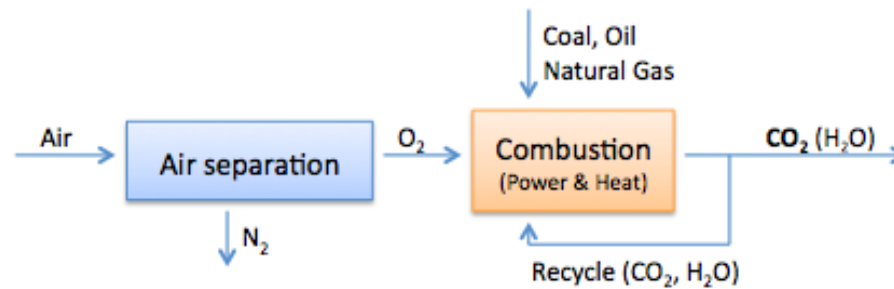 Coal, Oil
Natural Gas
Air
Air separation
O₂
Combustion
(Power & Heat)
CO₂ (H₂O)
N₂
Recycle (CO₂, H₂O)